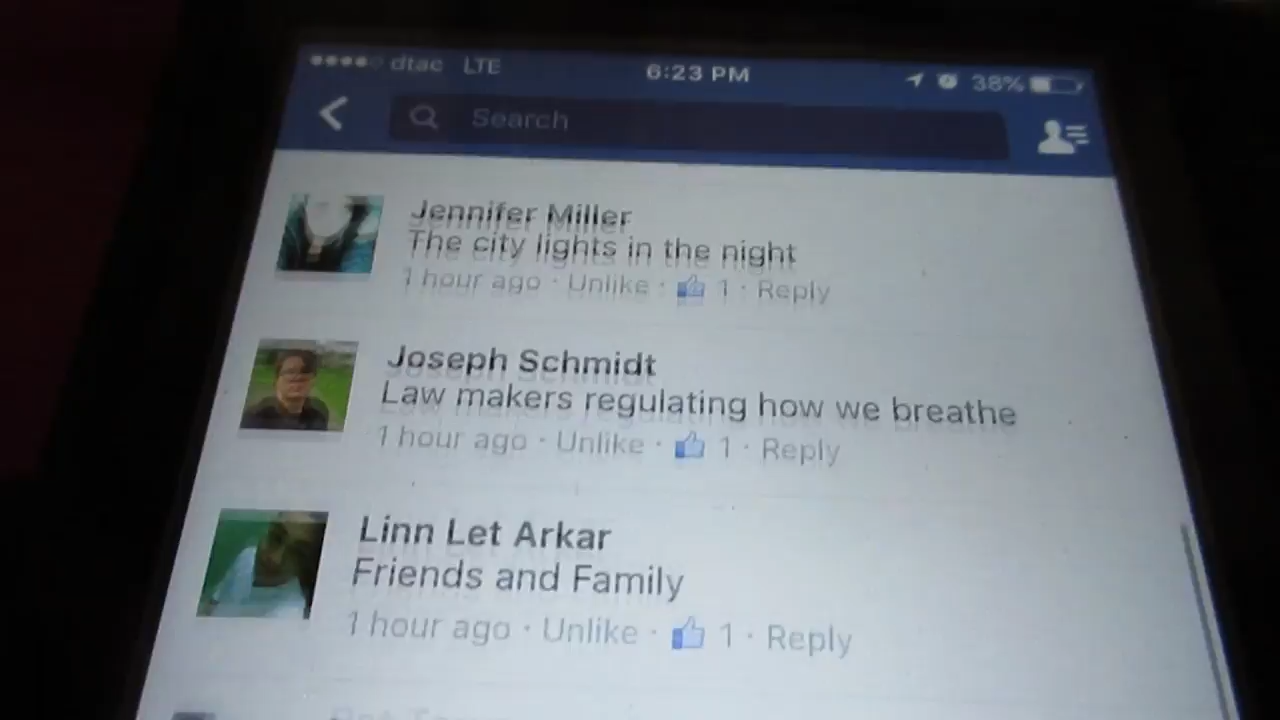 dtac LTE 6:23 PM 38%
Search
Jennifer Miller
The city lights in the night
1 hour ago · Unlike · 1 · Reply
Joseph Schmidt
Law makers regulating how we breathe
1 hour ago · Unlike · 1 · Reply
Linn Let Arkar
Friends and Family
1 hour ago · Unlike · 1 · Reply